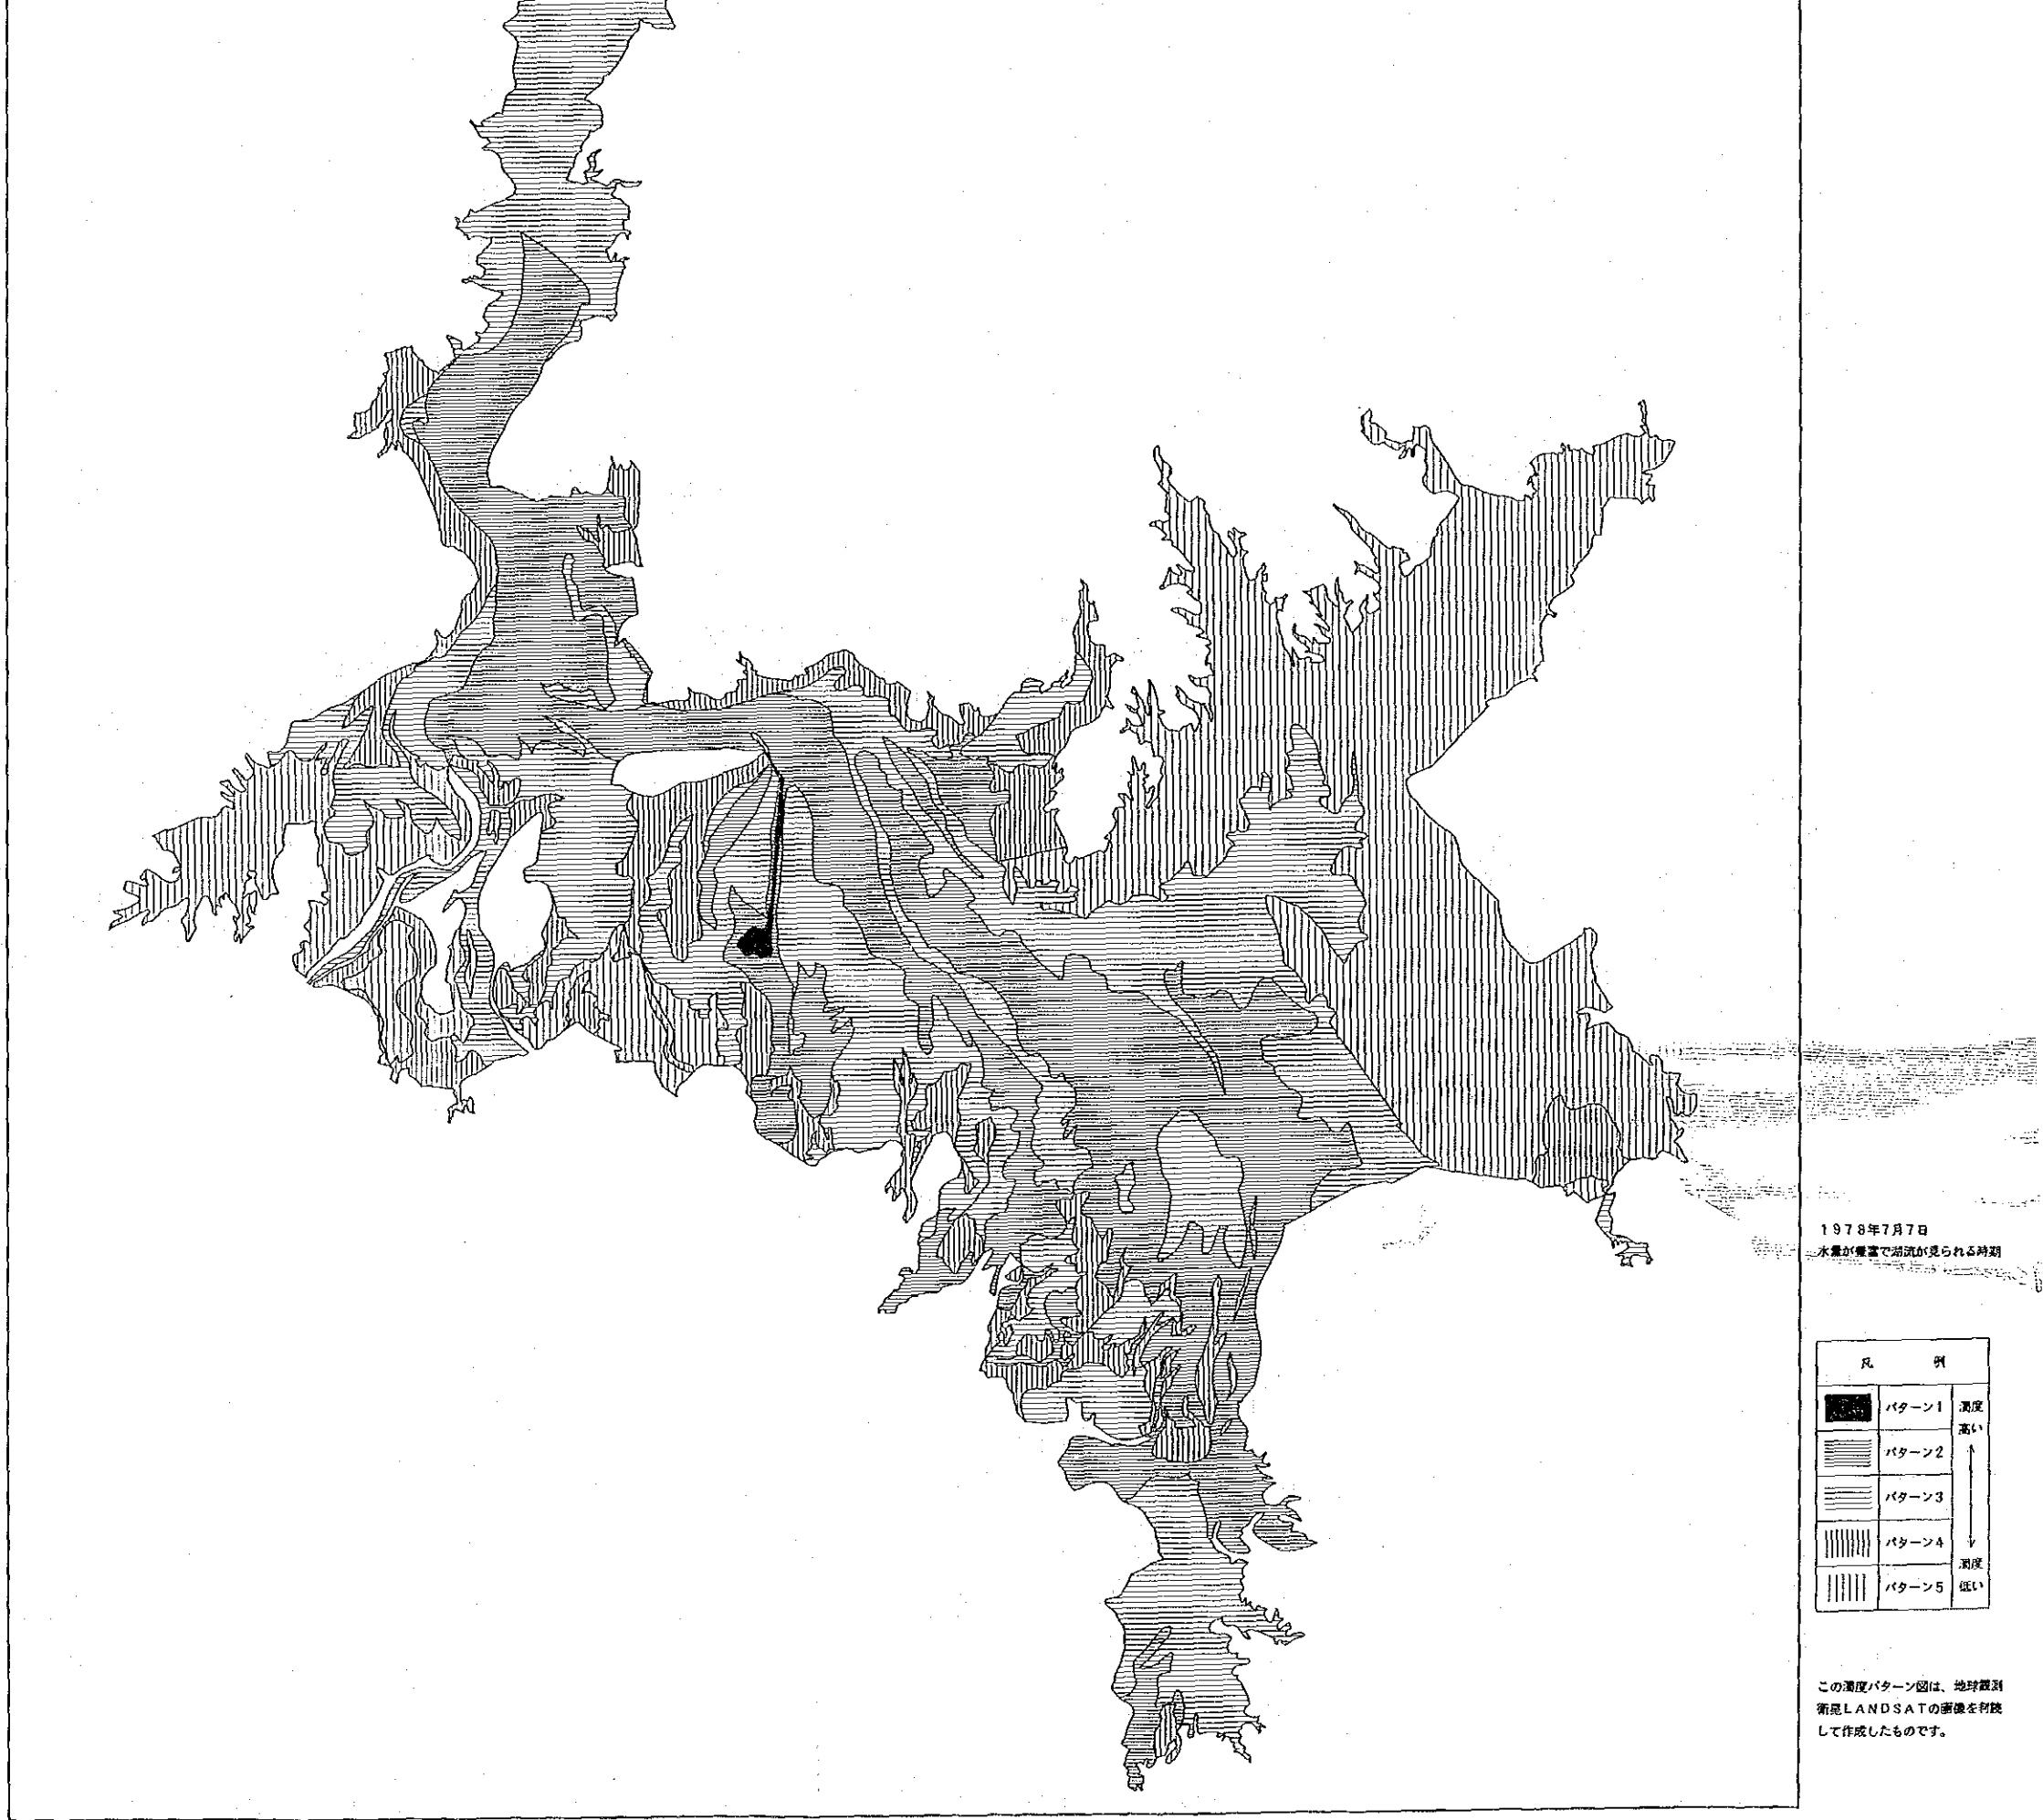 1978年7月7日
水量が豊富で湖流が見られる時期
凡 例
パターン1
濁度
高い
パターン2
パターン3
パターン4
濁度
パターン5
低い
この濁度パターン図は、地球観測
衛星LANDSATの画像を判読
して作成したものです。